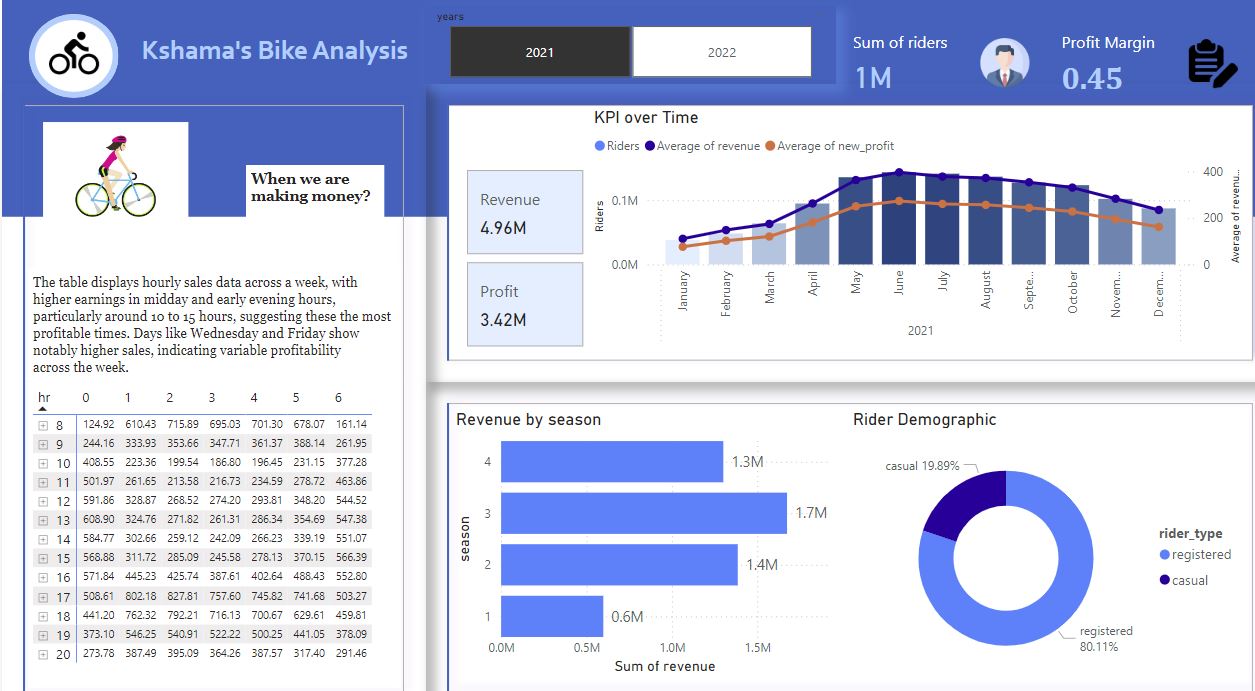 Kshama's Bike Analysis
years
2021
2022
Sum of riders
1M
Profit Margin
0.45
When we are
making money?
The table displays hourly sales data across a week, with
higher earnings in midday and early evening hours,
particularly around 10 to 15 hours, suggesting these the most
profitable times. Days like Wednesday and Friday show
notably higher sales, indicating variable profitability
across the week.
hr 0 1 2 3 4 5 6
8 124.92 610.43 715.89 695.03 701.30 678.07 161.14
9 244.16 333.93 353.66 347.71 361.37 388.14 261.95
10 408.55 223.36 199.54 186.80 196.45 231.15 377.28
11 501.97 261.65 213.58 216.73 234.59 278.72 463.86
12 591.86 328.87 268.52 274.20 293.81 348.20 544.52
13 608.90 324.76 271.82 261.31 286.34 354.69 547.38
14 584.77 302.66 259.12 242.09 266.23 339.19 551.07
15 568.88 311.72 285.09 245.58 278.13 370.15 566.39
16 571.84 445.23 425.74 387.61 402.64 488.43 552.80
17 508.61 802.18 827.81 757.60 745.82 741.68 503.27
18 441.20 762.32 792.21 716.13 700.67 629.61 459.81
19 373.10 546.25 540.91 522.22 500.25 441.05 378.09
20 273.78 387.49 395.09 364.26 387.57 317.40 291.46
Revenue
4.96M
Profit
3.42M
KPI over Time
Riders Average of revenue Average of new_profit
Riders
0.1M
0.0M
400
200
0
Average of revenu...
January February March April May June July August Septe... October Novem... Decem...
2021
Revenue by season
season
4 1.3M
3 1.7M
2 1.4M
1 0.6M
0.0M 0.5M 1.0M 1.5M
Sum of revenue
Rider Demographic
casual 19.89%
registered
80.11%
rider_type
registered
casual